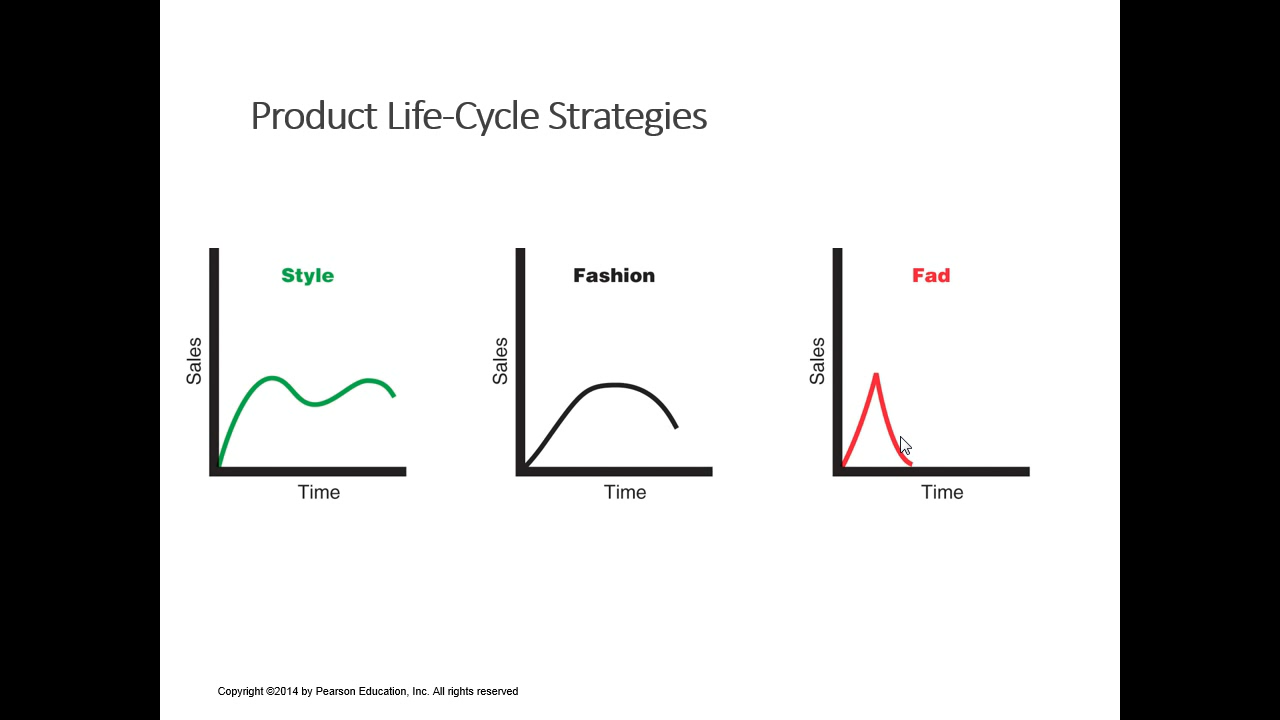 Product Life-Cycle Strategies
Style
Sales
Time
Fashion
Sales
Time
Fad
Sales
Time
Copyright ©2014 by Pearson Education, Inc. All rights reserved